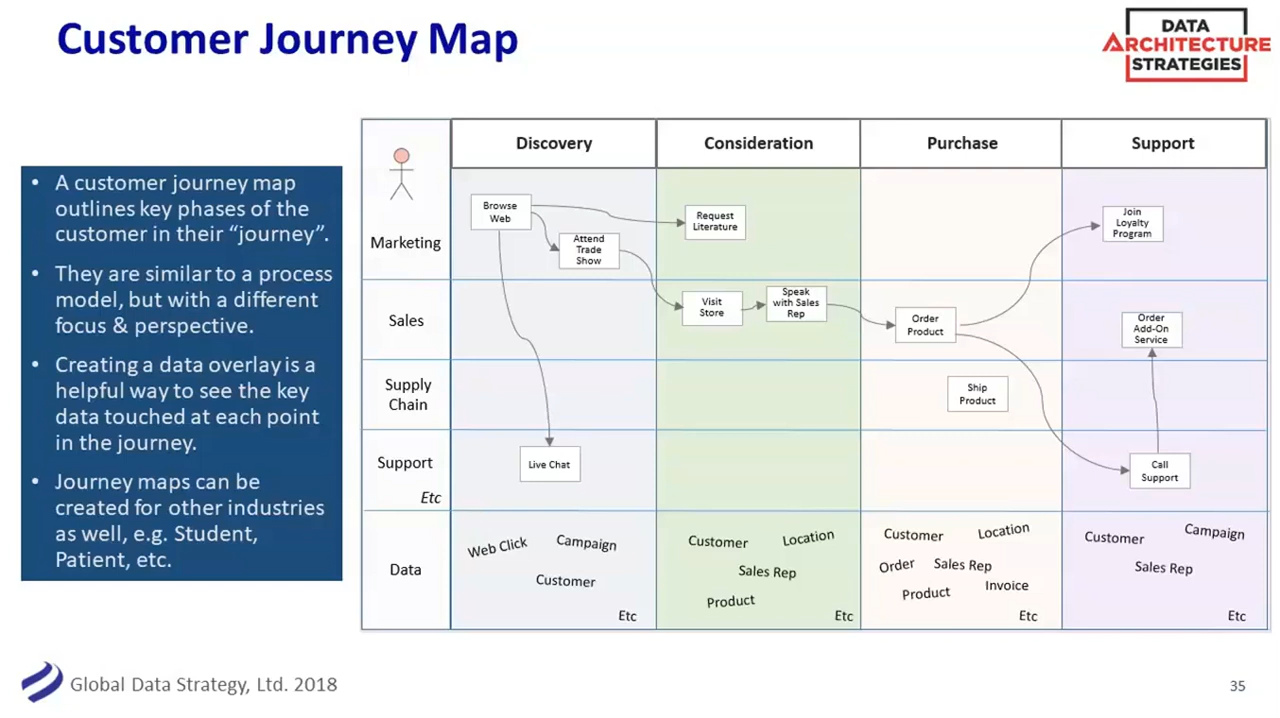 Customer Journey Map
DATA
ARCHITECTURE
STRATEGIES
• A customer journey map
outlines key phases of the
customer in their “journey”.
• They are similar to a process
model, but with a different
focus & perspective.
• Creating a data overlay is a
helpful way to see the key
data touched at each point
in the journey.
• Journey maps can be
created for other industries
as well, e.g. Student,
Patient, etc.
Discovery
Consideration
Purchase
Support
Marketing
Browse
Web
Attend
Trade
Show
Request
Literature
Join
Loyalty
Program
Sales
Visit
Store
Speak
with Sales
Rep
Order
Product
Order
Add-On
Service
Supply
Chain
Ship
Product
Support
Etc
Live Chat
Call
Support
Data
Web Click
Campaign
Customer
Etc
Customer
Location
Sales Rep
Product
Etc
Customer
Location
Order
Sales Rep
Product
Invoice
Etc
Customer
Campaign
Sales Rep
Etc
Global Data Strategy, Ltd. 2018
35